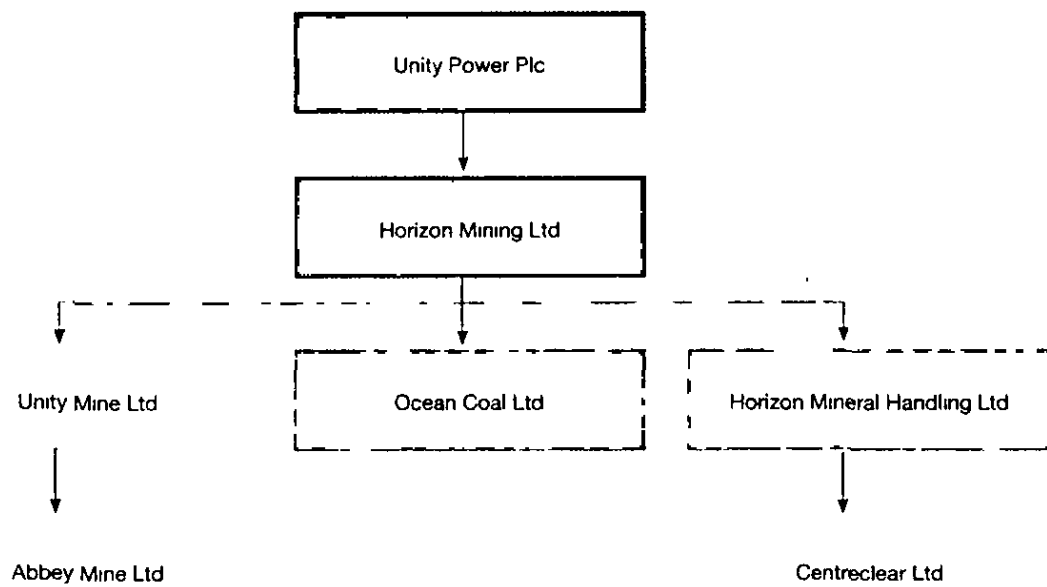 Unity Power Plc
Horizon Mining Ltd
Unity Mine Ltd
Ocean Coal Ltd
Horizon Mineral Handling Ltd
Abbey Mine Ltd
Centreclear Ltd